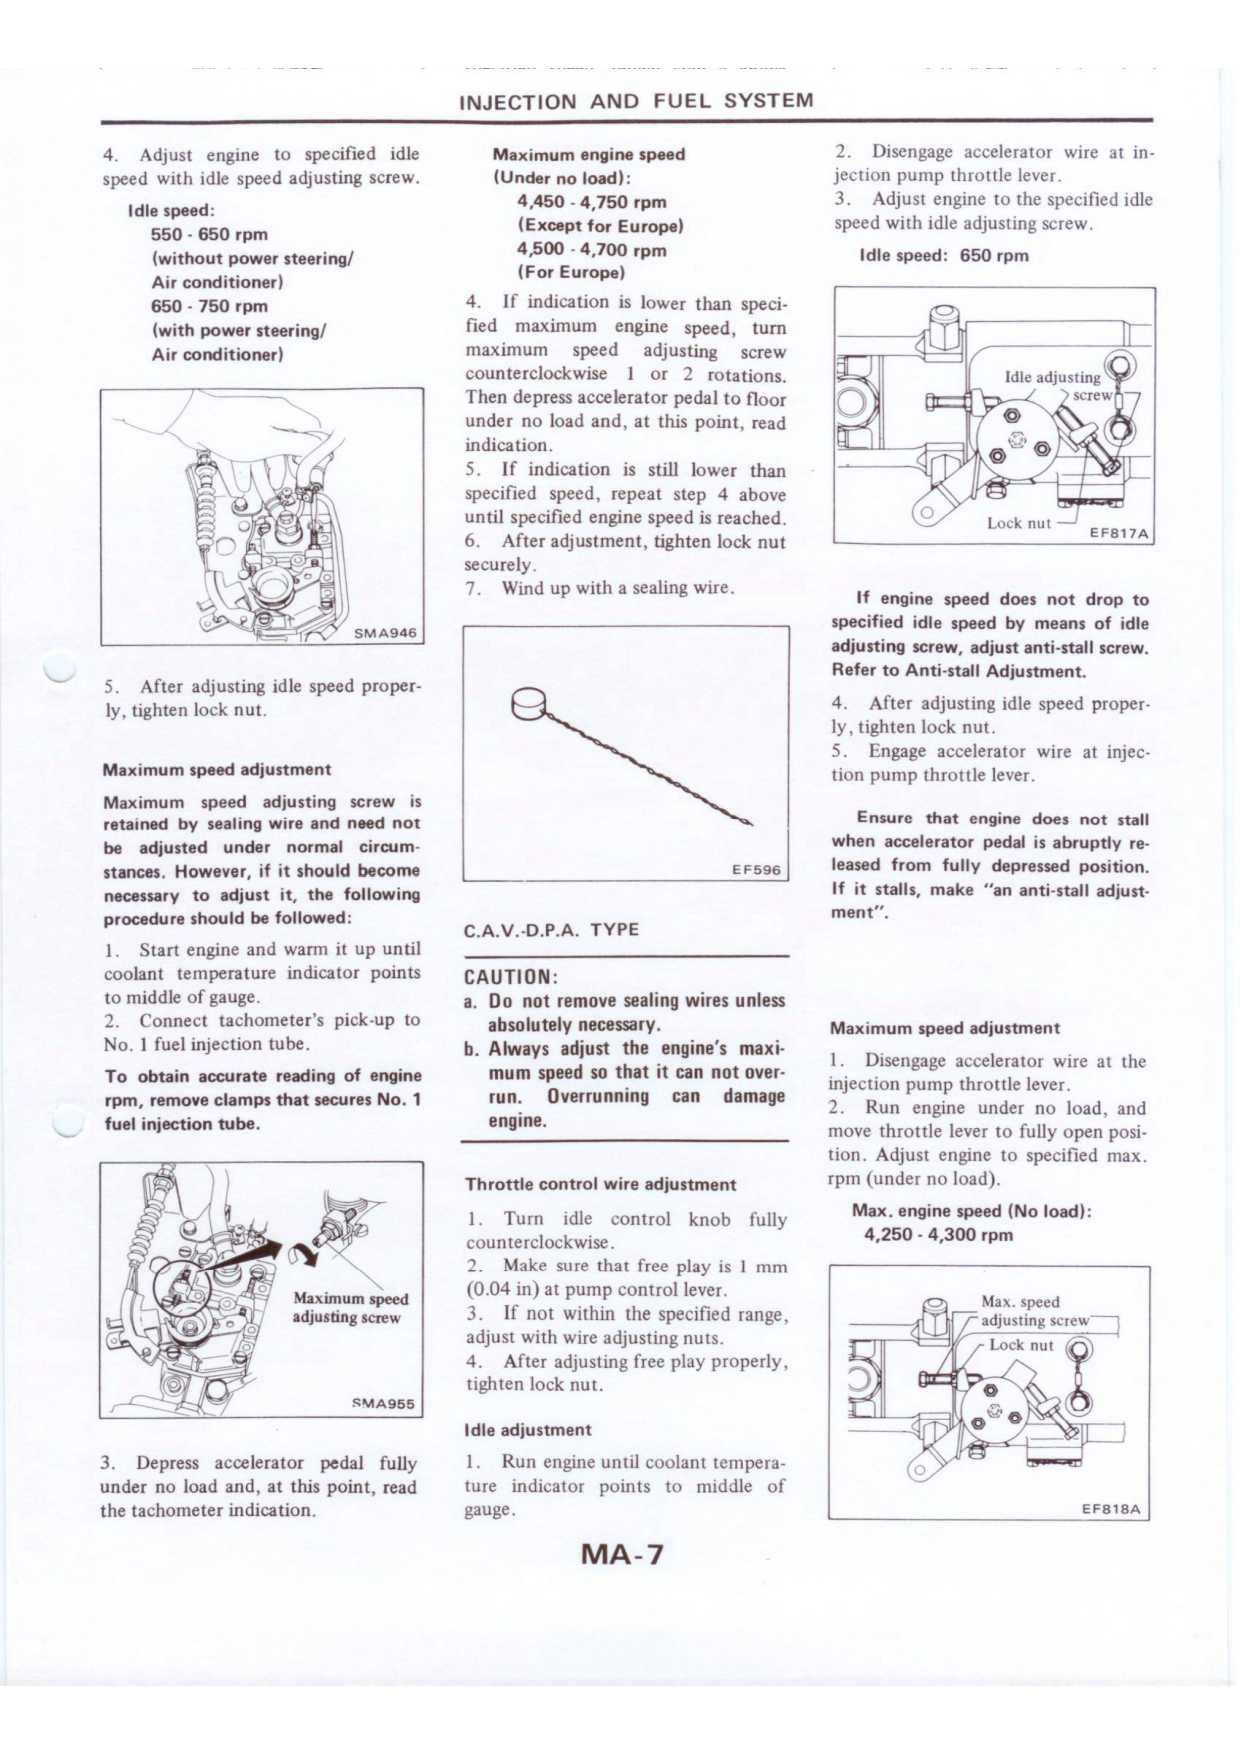 INJECTION AND FUEL SYSTEM
4. Adjust engine to specified idle
speed with idle speed adjusting screw.
Idle speed:
550 - 650 rpm
(without power steering/
Air conditioner)
650 - 750 rpm
(with power steering/
Air conditioner)
SMA946
5. After adjusting idle speed proper-
ly, tighten lock nut.
Maximum speed adjustment
Maximum speed adjusting screw is
retained by sealing wire and need not
be adjusted under normal circum-
stances. However, if it should become
necessary to adjust it, the following
procedure should be followed:
1. Start engine and warm it up until
coolant temperature indicator points
to middle of gauge.
2. Connect tachometer's pick-up to
No. 1 fuel injection tube.
To obtain accurate reading of engine
rpm, remove clamps that secures No. 1
fuel injection tube.
Maximum speed
adjusting screw
SMA955
3. Depress accelerator pedal fully
under no load and, at this point, read
the tachometer indication.
Maximum engine speed
(Under no load):
4,450 - 4,750 rpm
(Except for Europe)
4,500 - 4,700 rpm
(For Europe)
4. If indication is lower than speci-
fied maximum engine speed, turn
maximum speed adjusting screw
counterclockwise 1 or 2 rotations.
Then depress accelerator pedal to floor
under no load and, at this point, read
indication.
5. If indication is still lower than
specified speed, repeat step 4 above
until specified engine speed is reached.
6. After adjustment, tighten lock nut
securely.
7. Wind up with a sealing wire.
EF596
C.A.V.-D.P.A. TYPE
CAUTION:
a. Do not remove sealing wires unless
absolutely necessary.
b. Always adjust the engine's maxi-
mum speed so that it can not over-
run. Overrunning can damage
engine.
Throttle control wire adjustment
1. Turn idle control knob fully
counterclockwise.
2. Make sure that free play is 1 mm
(0.04 in) at pump control lever.
3. If not within the specified range,
adjust with wire adjusting nuts.
4. After adjusting free play properly,
tighten lock nut.
Idle adjustment
1. Run engine until coolant tempera-
ture indicator points to middle of
gauge.
2. Disengage accelerator wire at in-
jection pump throttle lever.
3. Adjust engine to the specified idle
speed with idle adjusting screw.
Idle speed: 650 rpm
Idle adjusting
screw
Lock nut
EF817A
If engine speed does not drop to
specified idle speed by means of idle
adjusting screw, adjust anti-stall screw.
Refer to Anti-stall Adjustment.
4. After adjusting idle speed proper-
ly, tighten lock nut.
5. Engage accelerator wire at injec-
tion pump throttle lever.
Ensure that engine does not stall
when accelerator pedal is abruptly re-
leased from fully depressed position.
If it stalls, make "an anti-stall adjust-
ment".
Maximum speed adjustment
1. Disengage accelerator wire at the
injection pump throttle lever.
2. Run engine under no load, and
move throttle lever to fully open posi-
tion. Adjust engine to specified max.
rpm (under no load).
Max. engine speed (No load):
4,250 - 4,300 rpm
Max. speed
adjusting screw
Lock nut
EF818A
MA-7